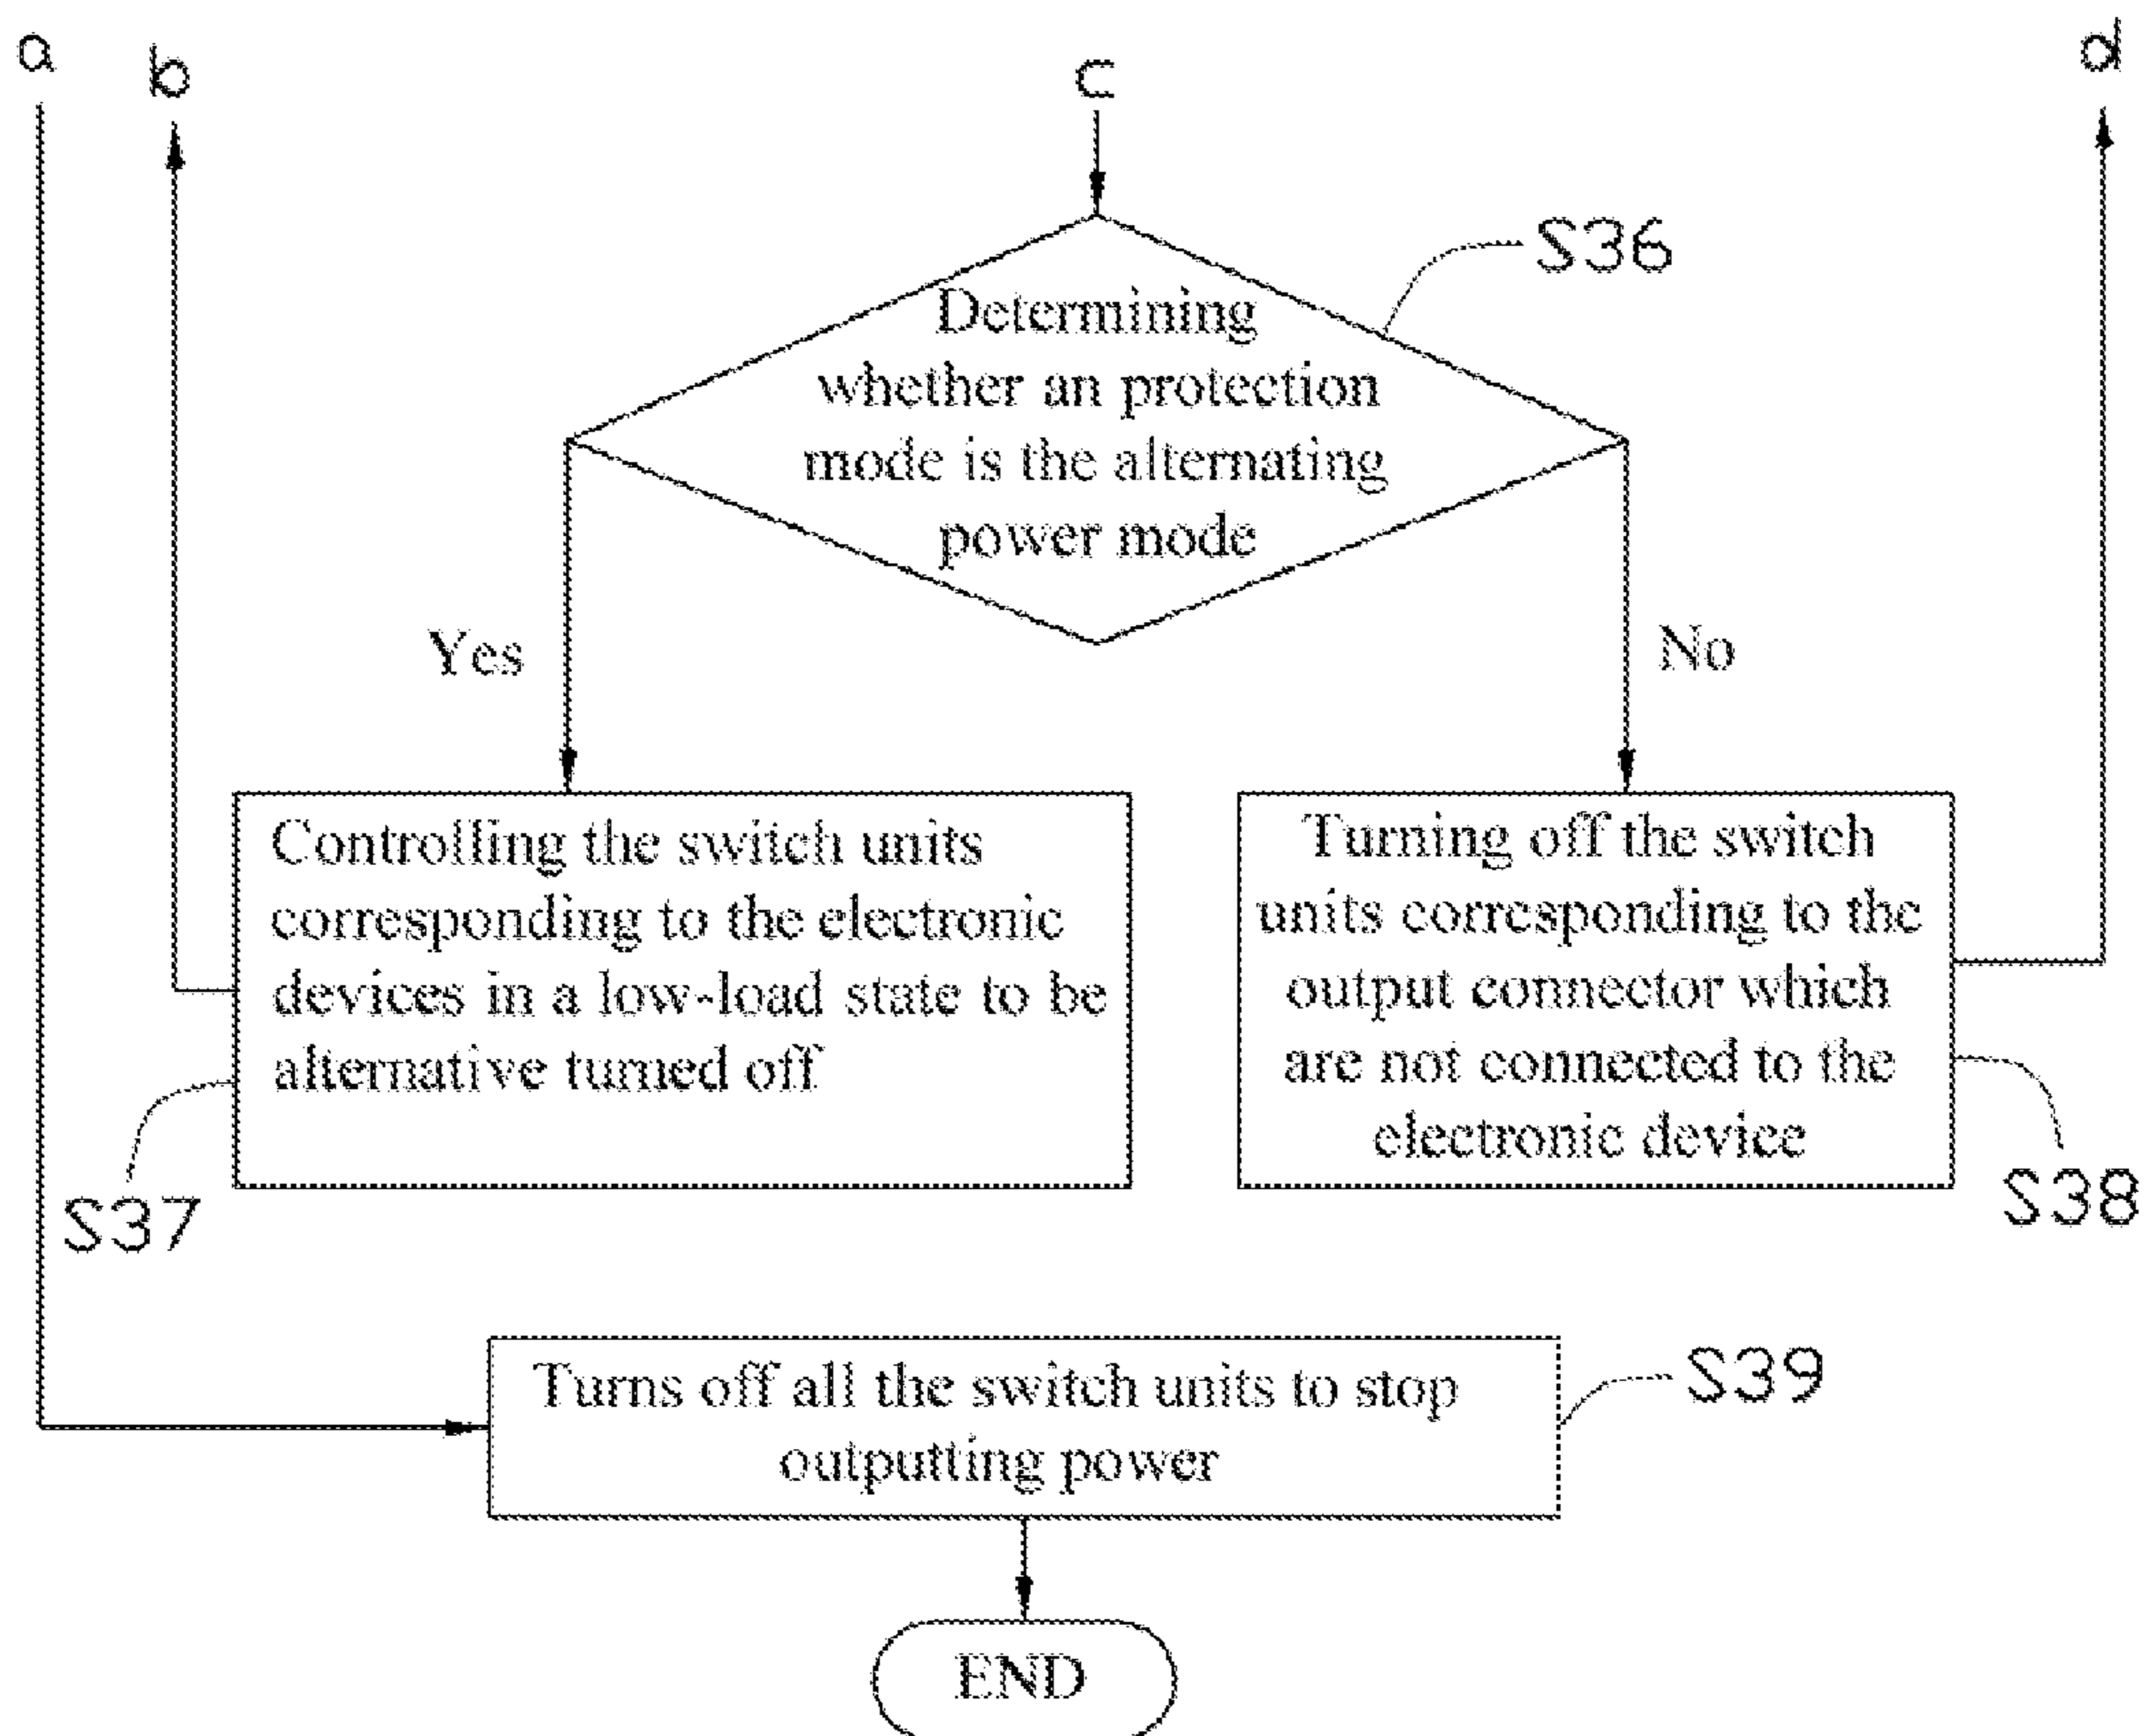 a
b
c
d
S36
Determining
whether an protection
mode is the alternating
power mode
Yes
No
Controlling the switch units
corresponding to the electronic
devices in a low-load state to be
alternative turned off
S37
Turning off the switch
units corresponding to the
output connector which
are not connected to the
electronic device
S38
Turns off all the switch units to stop
outputting power
S39
END